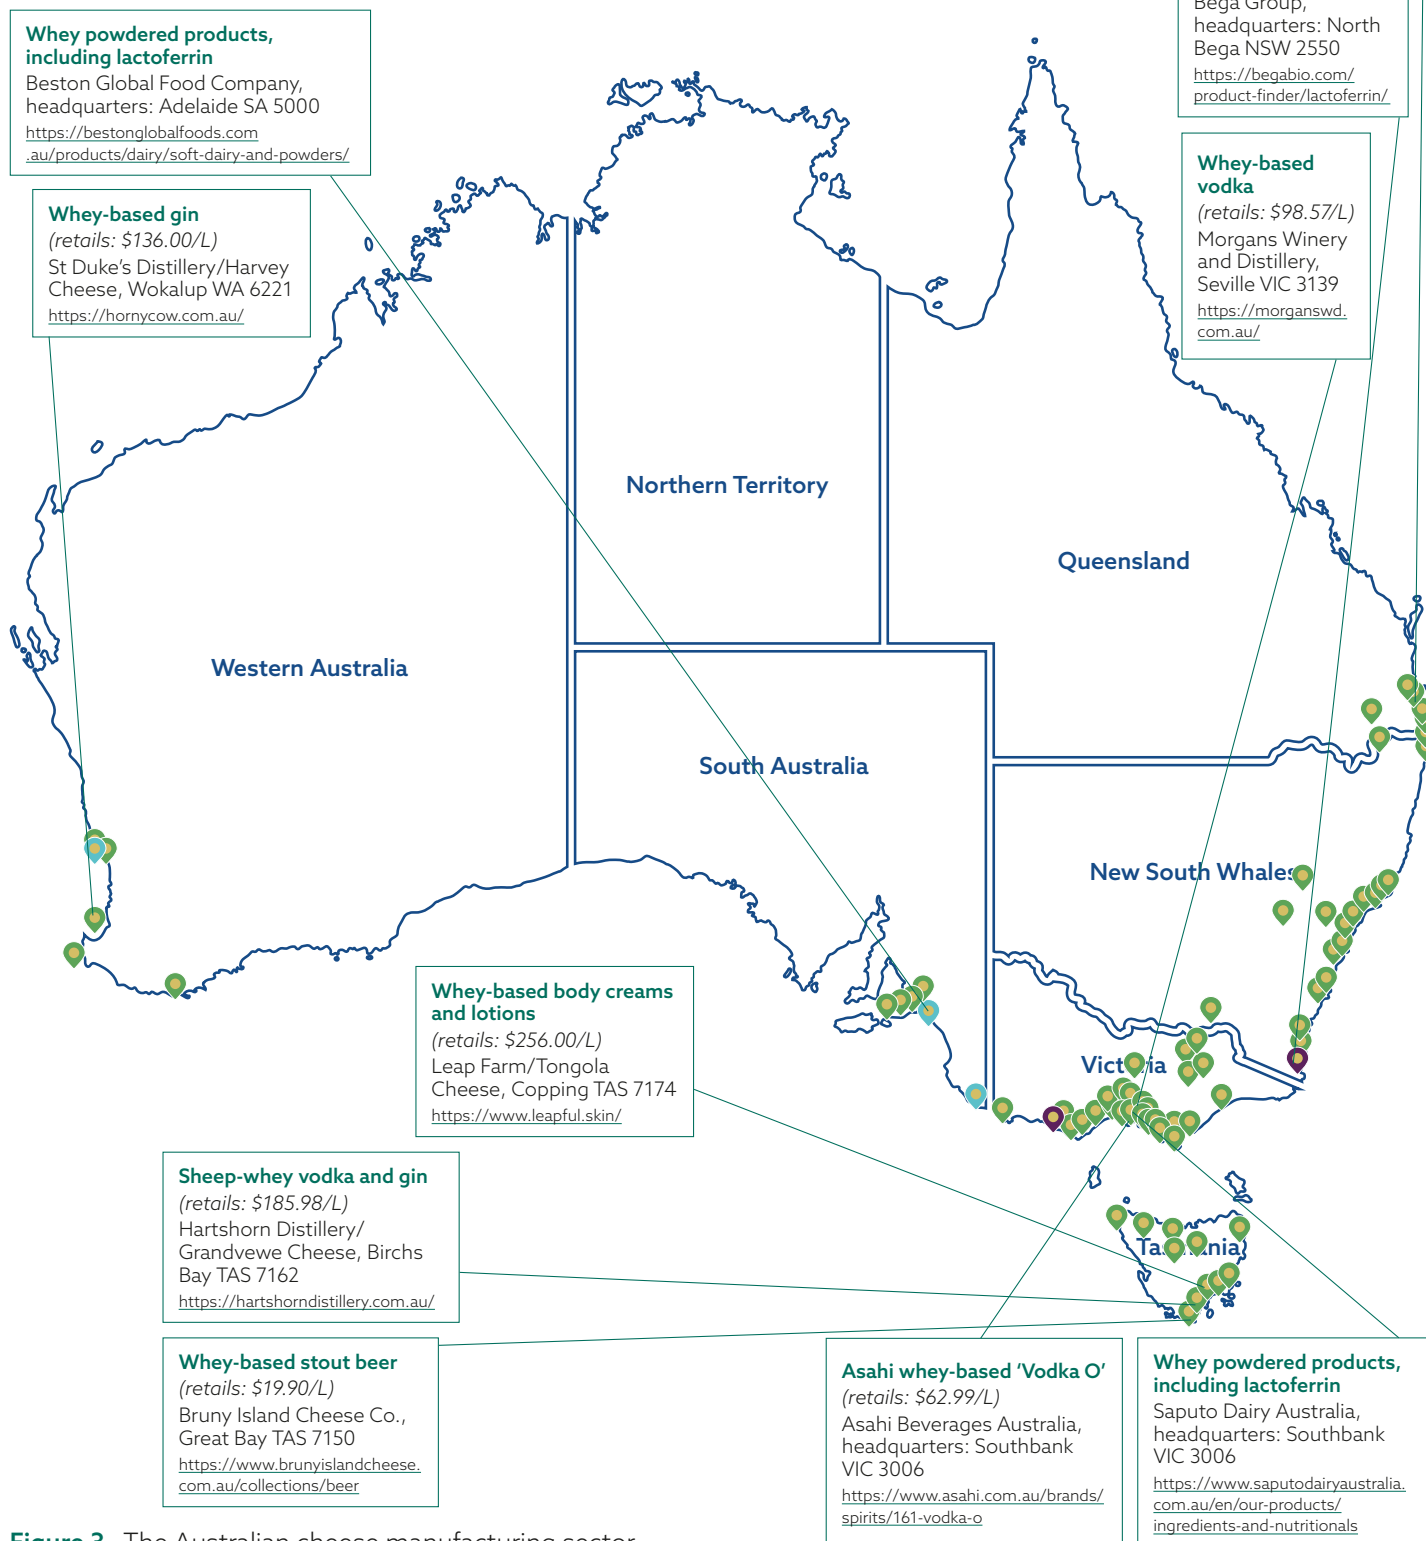 Whey powdered products,
including lactoferrin
Beston Global Food Company,
headquarters: Adelaide SA 5000
https://bestonglobalfoods.com
.au/products/dairy/soft-dairy-and-powders/
Bega Group,
headquarters: North
Bega NSW 2550
https://begabio.com/
product-finder/lactoferrin/
Whey-based gin
(retails: $136.00/L)
St Duke's Distillery/Harvey
Cheese, Wokalup WA 6221
https://hornycow.com.au/
Whey-based
vodka
(retails: $98.57/L)
Morgans Winery
and Distillery,
Seville VIC 3139
https://morganswd.
com.au/
Northern Territory
Queensland
Western Australia
South Australia
New South Whales
Victoria
Tasmania
Whey-based body creams
and lotions
(retails: $256.00/L)
Leap Farm/Tongola
Cheese, Copping TAS 7174
https://www.leapful.skin/
Sheep-whey vodka and gin
(retails: $185.98/L)
Hartshorn Distillery/
Grandvewe Cheese, Birchs
Bay TAS 7162
https://hartshorndistillery.com.au/
Whey-based stout beer
(retails: $19.90/L)
Bruny Island Cheese Co.,
Great Bay TAS 7150
https://www.brunyislandcheese.
com.au/collections/beer
Asahi whey-based ‘Vodka O’
(retails: $62.99/L)
Asahi Beverages Australia,
headquarters: Southbank
VIC 3006
https://www.asahi.com.au/brands/
spirits/161-vodka-o
Whey powdered products,
including lactoferrin
Saputo Dairy Australia,
headquarters: Southbank
VIC 3006
https://www.saputodairyaustralia.
com.au/en/our-products/
ingredients-and-nutritionals
Figure 3 The Australian cheese manufacturing sector